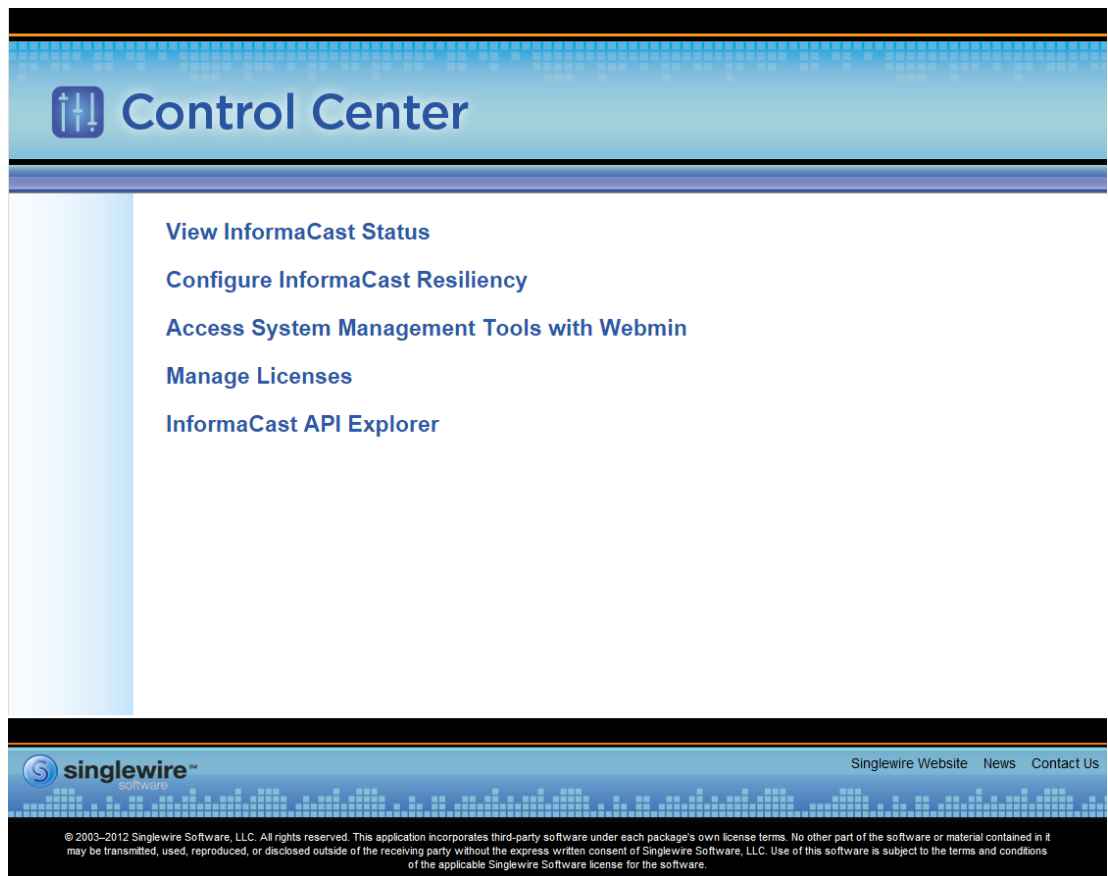 Control Center
View InformaCast Status
Configure InformaCast Resiliency
Access System Management Tools with Webmin
Manage Licenses
InformaCast API Explorer
singlewire℠
software
Singlewire Website News Contact Us
© 2003–2012 Singlewire Software, LLC. All rights reserved. This application incorporates third-party software under each package's own license terms. No other part of the software or material contained in it
may be transmitted, used, reproduced, or disclosed outside of the receiving party without the express written consent of Singlewire Software, LLC. Use of this software is subject to the terms and conditions
of the applicable Singlewire Software license for the software.